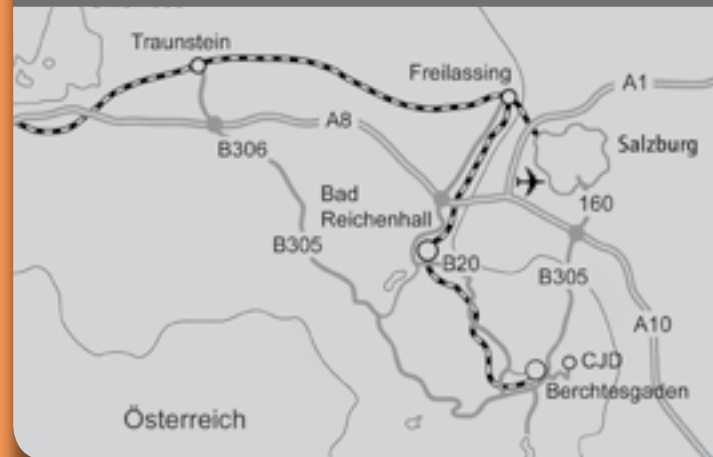 Traunstein
Freilassing
A1
A8
Salzburg
B306
Bad
Reichenhall
160
B305
B20
B305
A10
CJD
Berchtesgaden
Österreich